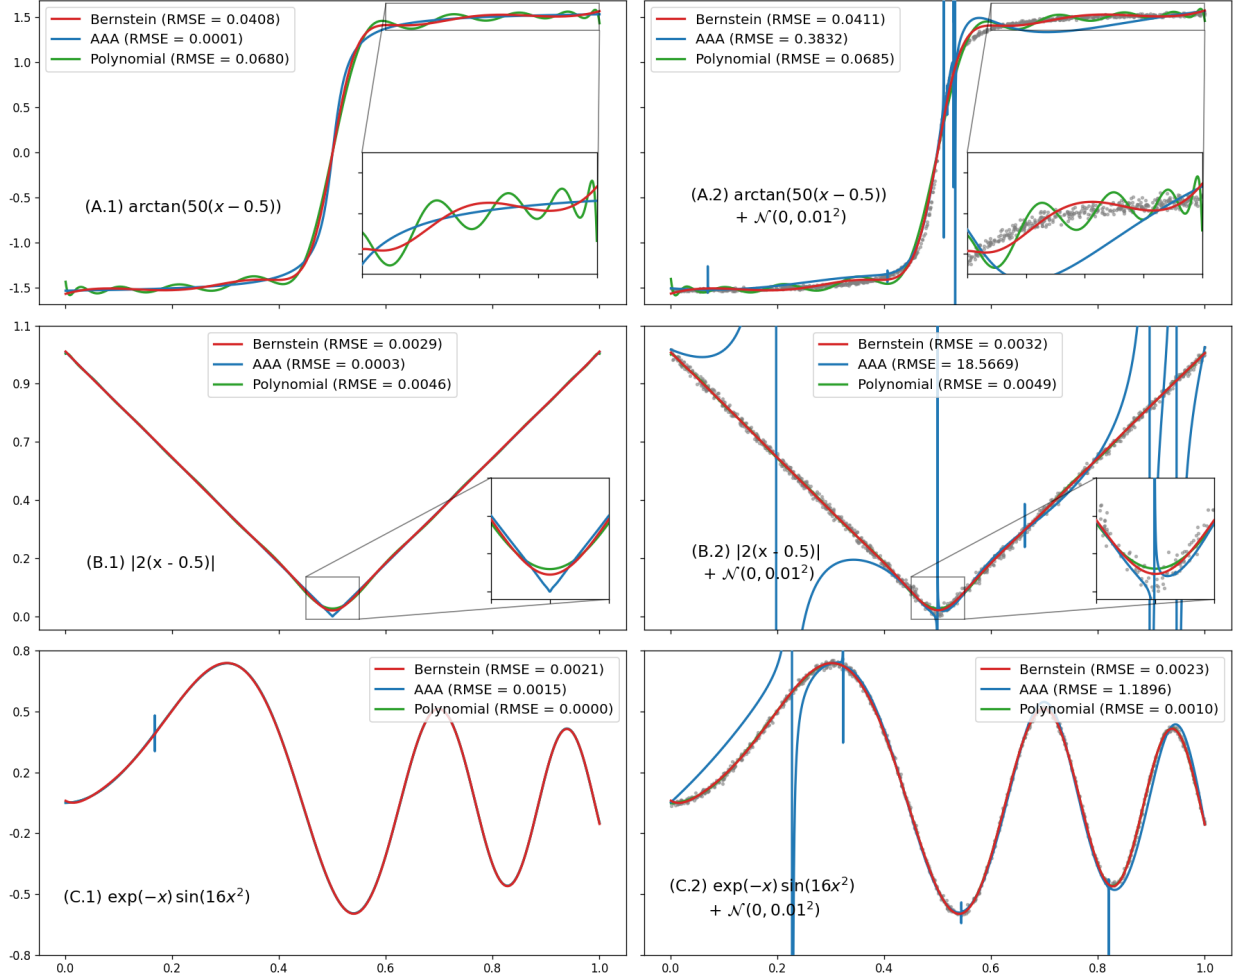 1.5
1.0
0.5
0.0
−0.5
−1.0
−1.5
Bernstein (RMSE = 0.0408)
AAA (RMSE = 0.0001)
Polynomial (RMSE = 0.0680)
(A.1) arctan(50(x − 0.5))
Bernstein (RMSE = 0.0411)
AAA (RMSE = 0.3832)
Polynomial (RMSE = 0.0685)
(A.2) arctan(50(x − 0.5))
+ 𝒩(0, 0.01²)
1.1
0.9
0.7
0.4
0.2
0.0
Bernstein (RMSE = 0.0029)
AAA (RMSE = 0.0003)
Polynomial (RMSE = 0.0046)
(B.1) |2(x - 0.5)|
Bernstein (RMSE = 0.0032)
AAA (RMSE = 18.5669)
Polynomial (RMSE = 0.0049)
(B.2) |2(x - 0.5)|
+ 𝒩(0, 0.01²)
0.8
0.5
0.2
-0.2
-0.5
-0.8
Bernstein (RMSE = 0.0021)
AAA (RMSE = 0.0015)
Polynomial (RMSE = 0.0000)
(C.1) exp(−x) sin(16x²)
0.0 0.2 0.4 0.6 0.8 1.0
Bernstein (RMSE = 0.0023)
AAA (RMSE = 1.1896)
Polynomial (RMSE = 0.0010)
(C.2) exp(−x) sin(16x²)
+ 𝒩(0, 0.01²)
0.0 0.2 0.4 0.6 0.8 1.0